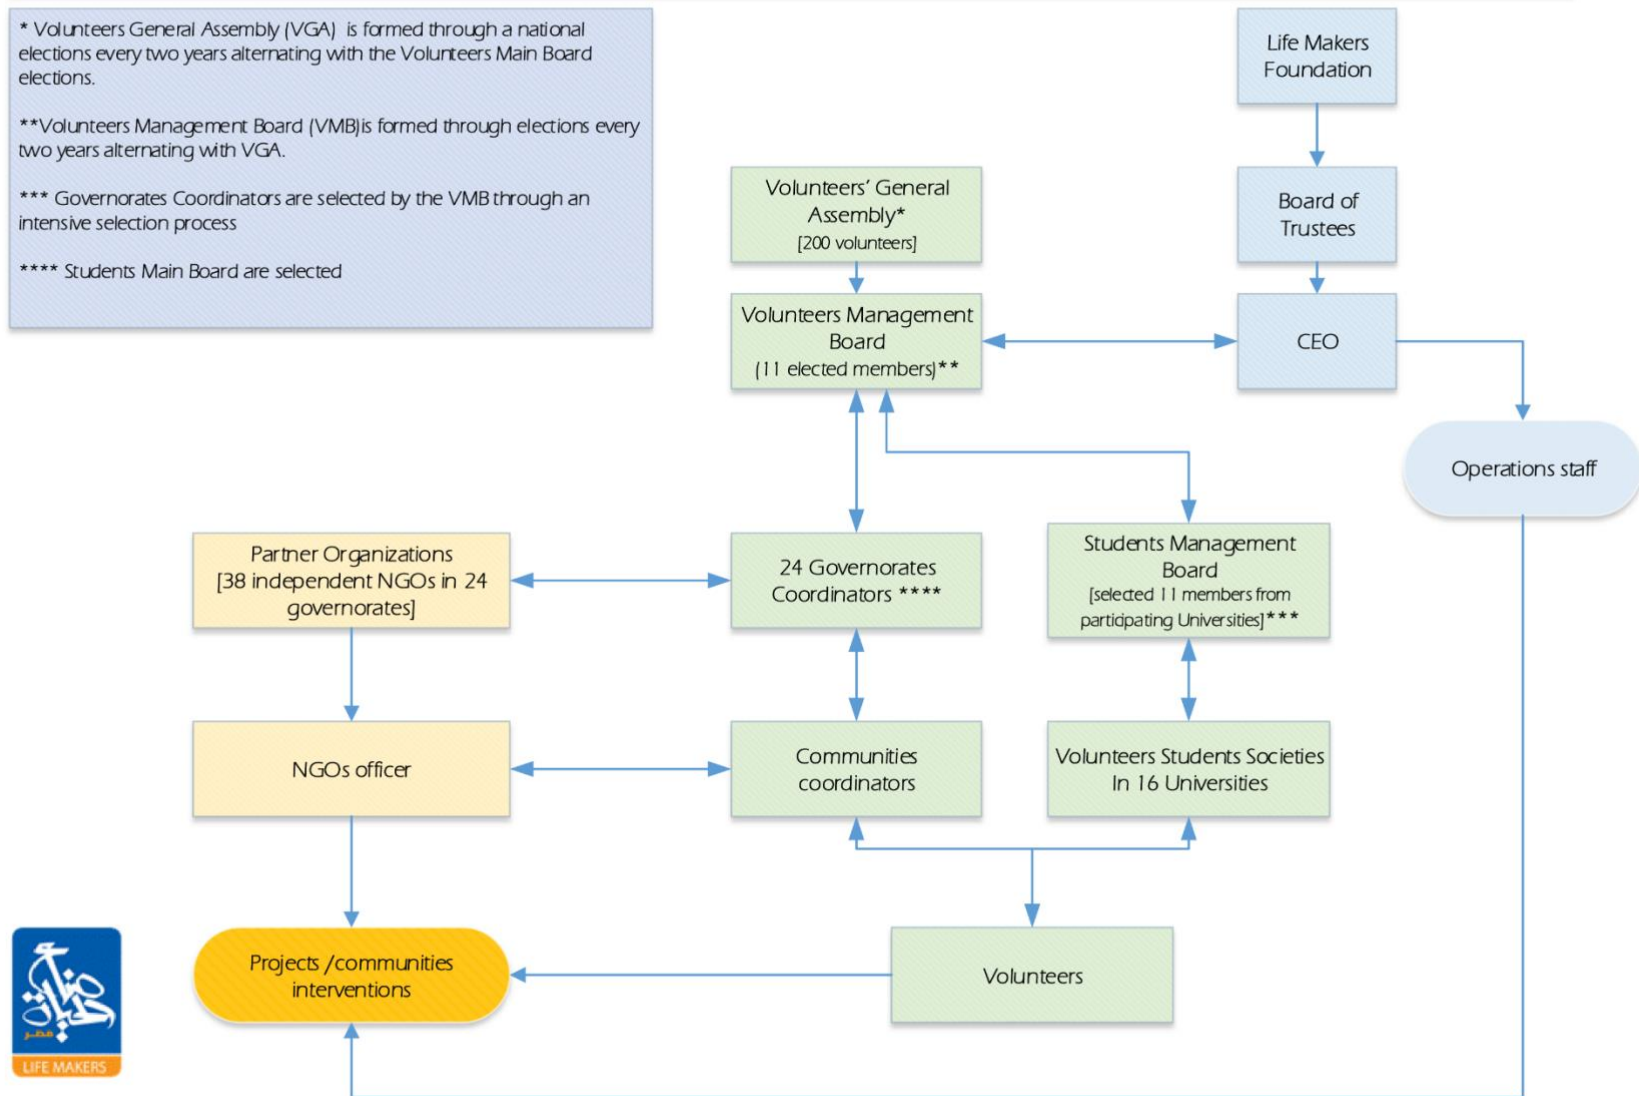 * Volunteers General Assembly (VGA) is formed through a national
elections every two years alternating with the Volunteers Main Board
elections.
**Volunteers Management Board (VMB)is formed through elections every
two years alternating with VGA.
*** Governorates Coordinators are selected by the VMB through an
intensive selection process
**** Students Main Board are selected
Life Makers
Foundation
Volunteers' General
Assembly*
[200 volunteers]
Board of
Trustees
Volunteers Management
Board
(11 elected members)**
CEO
Operations staff
Partner Organizations
[38 independent NGOs in 24
governorates]
24 Governorates
Coordinators ****
Students Management
Board
[selected 11 members from
participating Universities]***
NGOs officer
Communities
coordinators
Volunteers Students Societies
In 16 Universities
Projects /communities
interventions
Volunteers
صناع الحياة
مصر
LIFE MAKERS